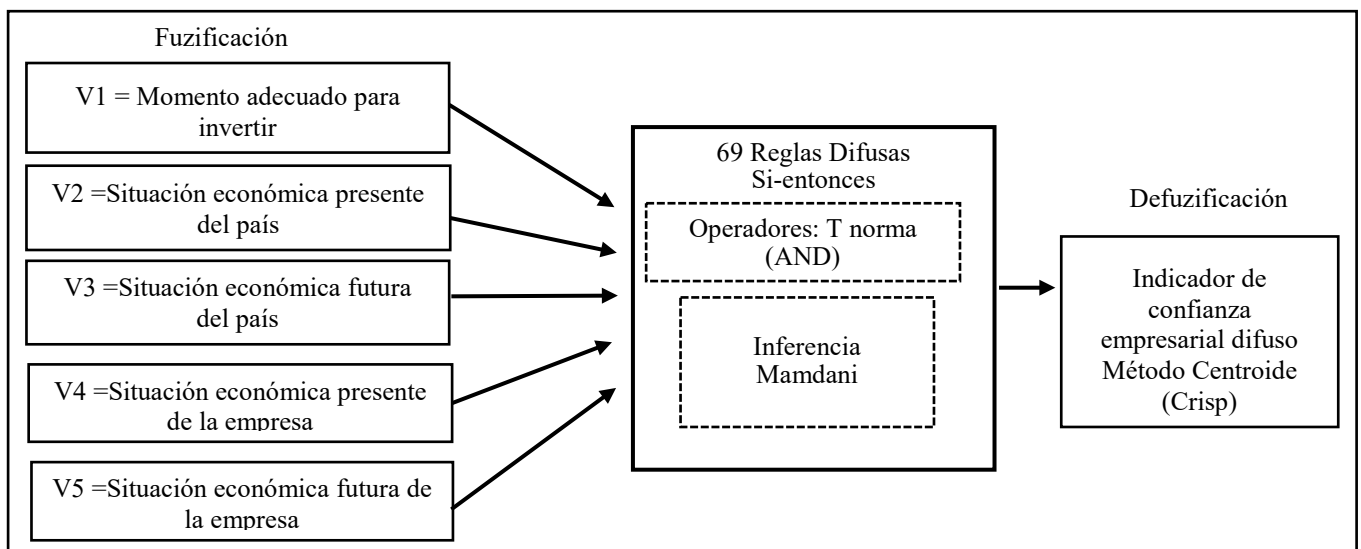 Fuzificación
V1 = Momento adecuado para
invertir
V2 =Situación económica presente
del país
V3 =Situación económica futura
del país
V4 =Situación económica presente
de la empresa
V5 =Situación económica futura de
la empresa
69 Reglas Difusas
Si-entonces
Operadores: T norma
(AND)
Inferencia
Mamdani
Defuzificación
Indicador de
confianza
empresarial difuso
Método Centroide
(Crisp)